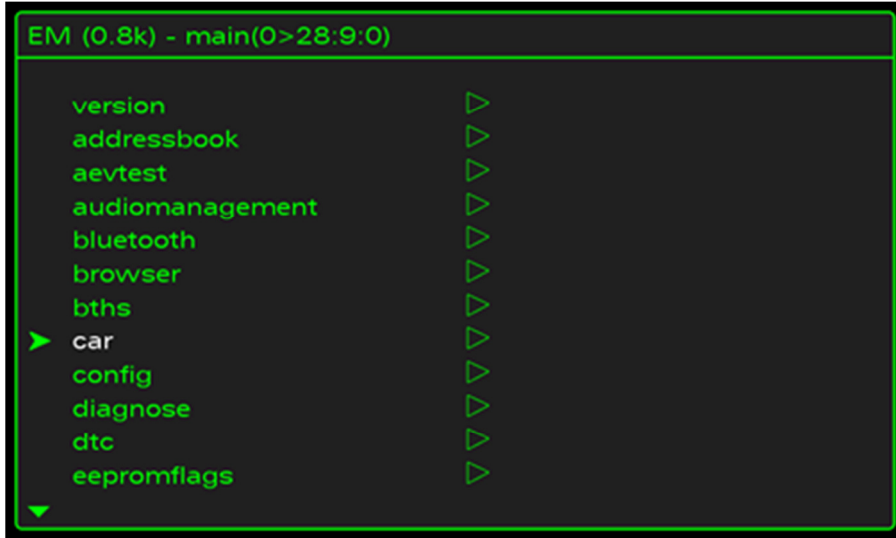 EM (0.8k) - main(0>28:9:0)
version
addressbook
aevtest
audiomanagement
bluetooth
browser
bths
car
config
diagnose
dtc
eepromflags